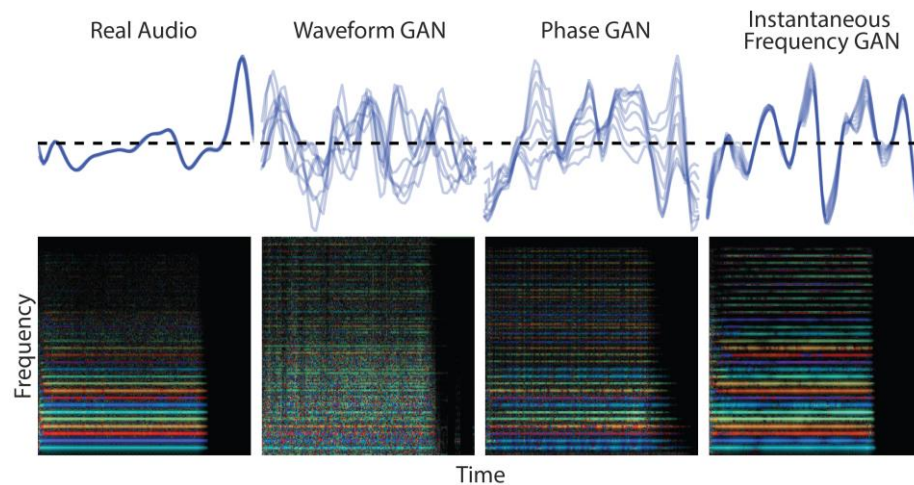 Real Audio
Waveform GAN
Phase GAN
Instantaneous
Frequency GAN
Frequency
Time